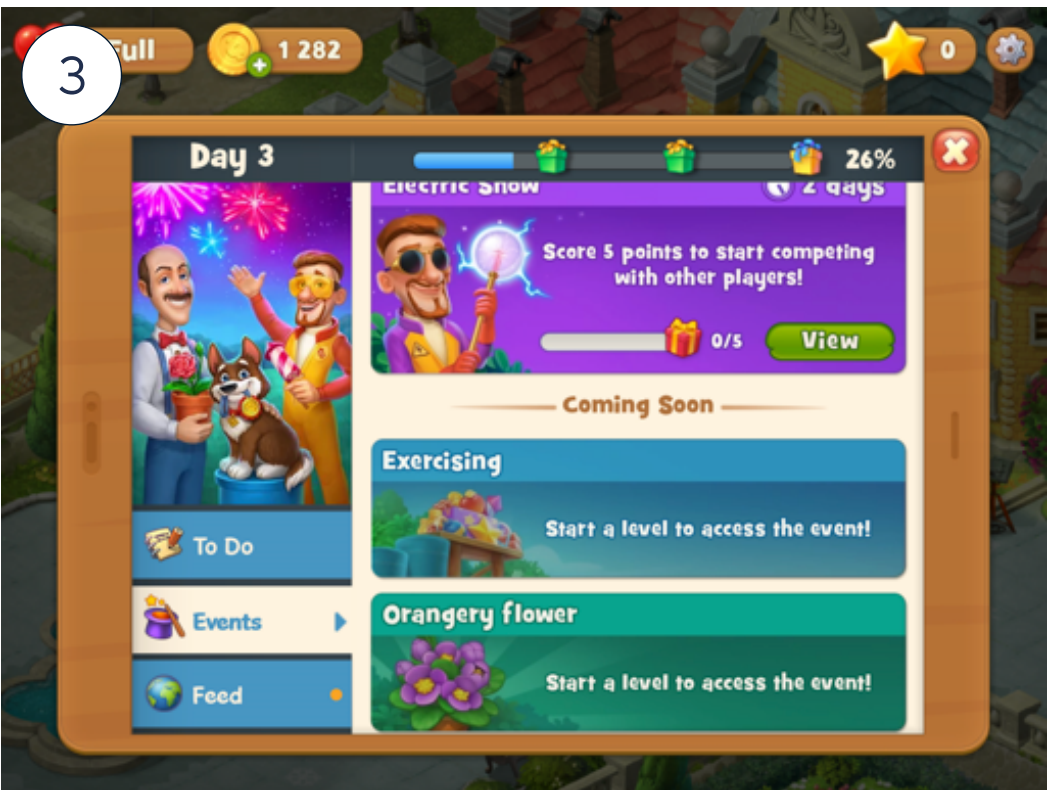 3
Full
1 282
0
Day 3
26%
Electric Show
2 days
Score 5 points to start competing
with other players!
0/5
View
Coming Soon
Exercising
Start a level to access the event!
To Do
Events
Orangery flower
Feed
Start a level to access the event!